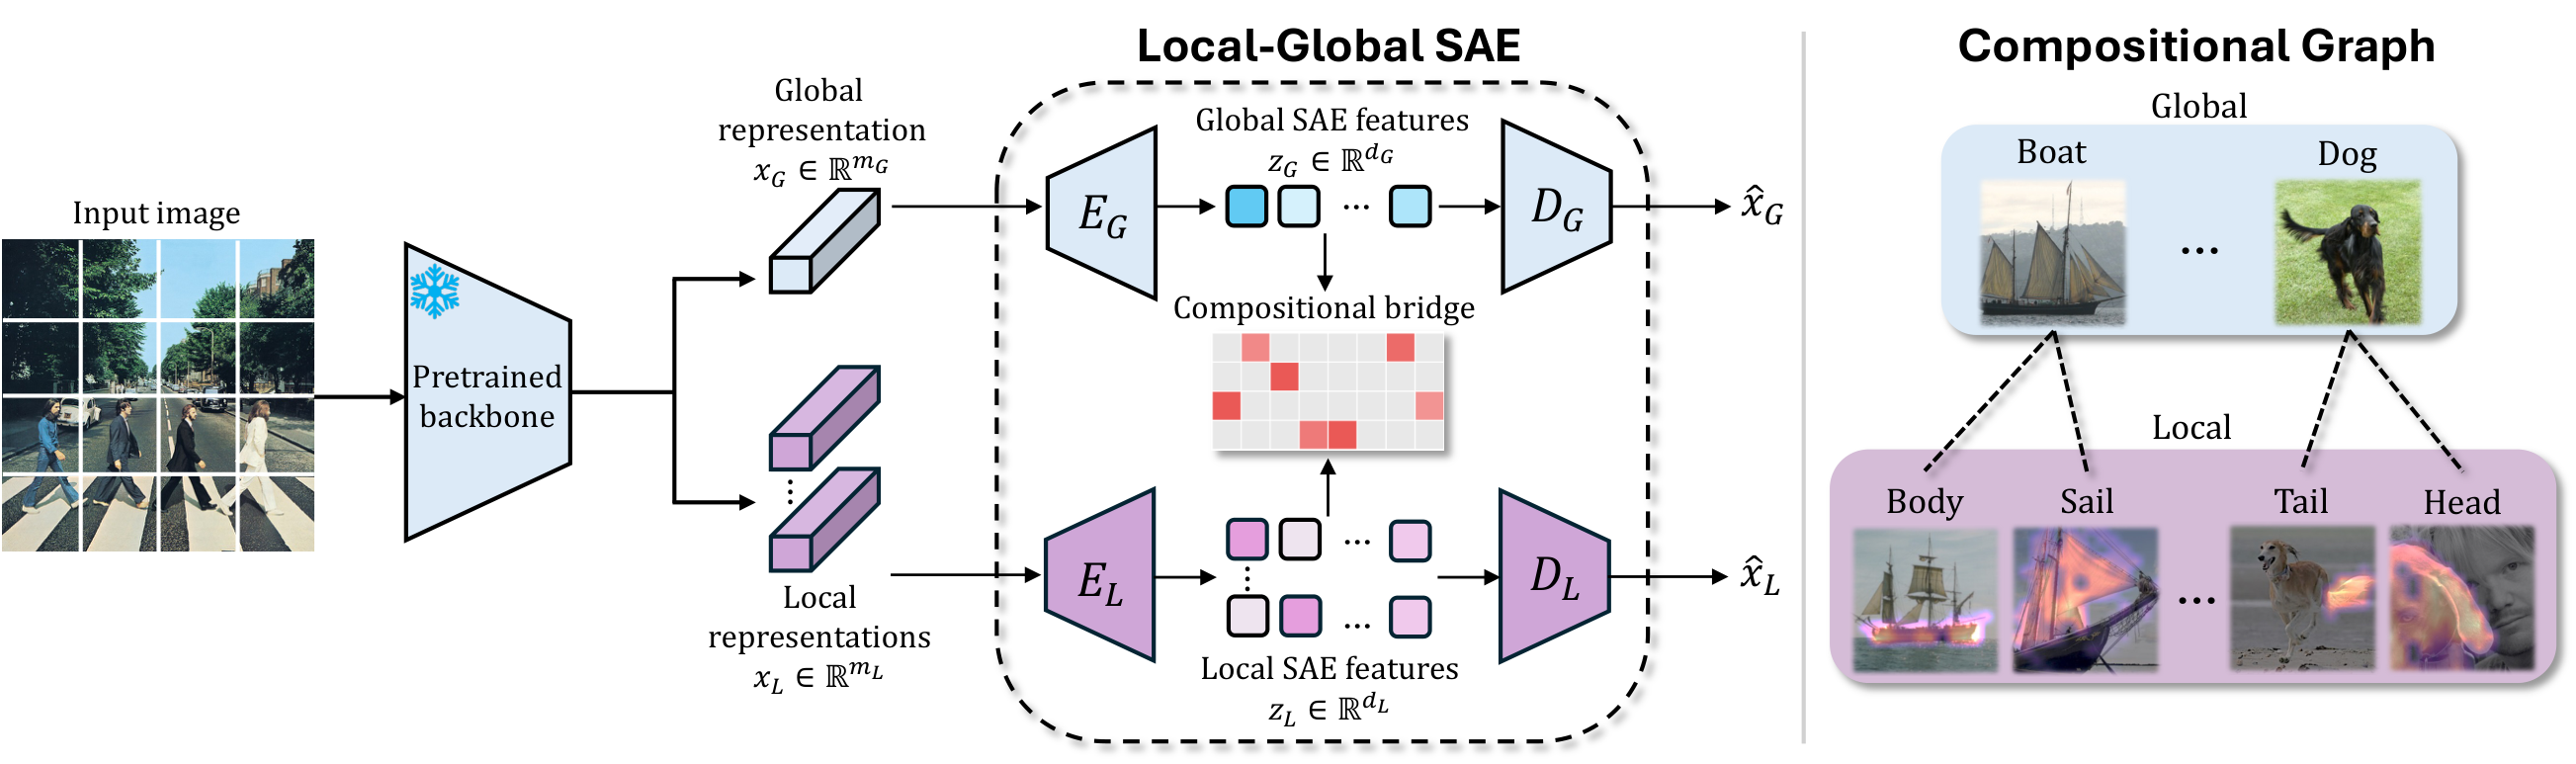 Local-Global SAE
Compositional Graph
Input image
Pretrained
backbone
Global
representation
x_G ∈ ℝ^{m_G}
Local
representations
x_L ∈ ℝ^{m_L}
E_G
Global SAE features
z_G ∈ ℝ^{d_G}
...
D_G
x̂_G
Compositional bridge
E_L
...
...
Local SAE features
z_L ∈ ℝ^{d_L}
D_L
x̂_L
Global
Boat
...
Dog
Local
Body
Sail
...
Tail
Head